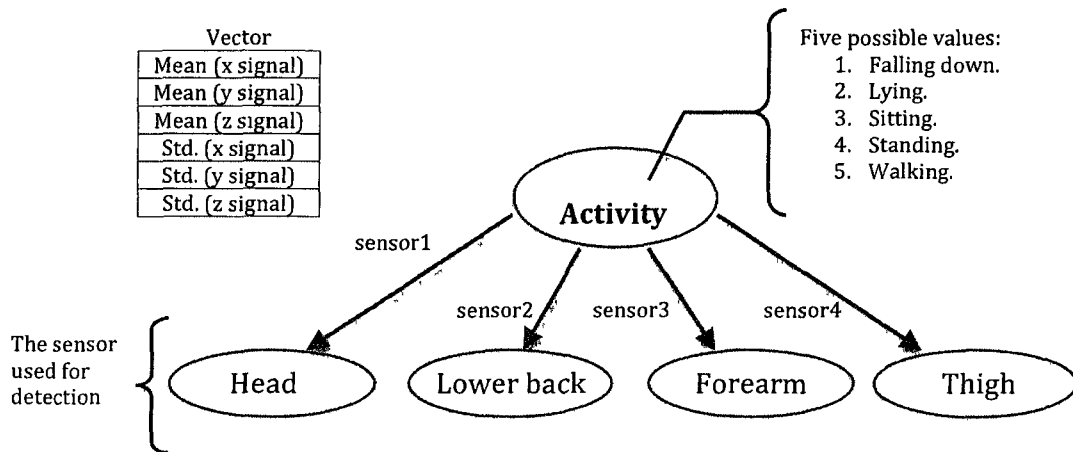 Vector
Mean (x signal)
Mean (y signal)
Mean (z signal)
Std. (x signal)
Std. (y signal)
Std. (z signal)
Five possible values:
1. Falling down.
2. Lying.
3. Sitting.
4. Standing.
5. Walking.
Activity
sensor1
sensor2
sensor3
sensor4
The sensor
used for
detection
Head
Lower back
Forearm
Thigh